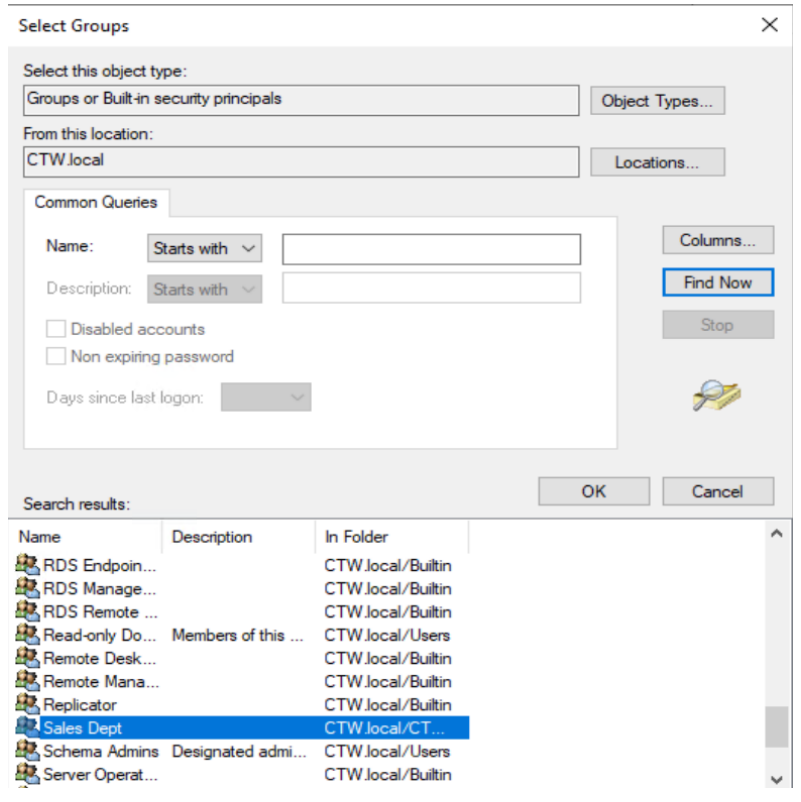 Select Groups
Select this object type:
Groups or Built-in security principals
Object Types...
From this location:
CTW.local
Locations...
Common Queries
Name:
Starts with
Columns...
Description:
Starts with
Find Now
Disabled accounts
Stop
Non expiring password
Days since last logon:
OK
Cancel
Search results:
Name Description In Folder
RDS Endpoin... CTW.local/Builtin
RDS Manage... CTW.local/Builtin
RDS Remote ... CTW.local/Builtin
Read-only Do... Members of this ... CTW.local/Users
Remote Desk... CTW.local/Builtin
Remote Mana... CTW.local/Builtin
Replicator CTW.local/Builtin
Sales Dept CTW.local/CT...
Schema Admins Designated admi... CTW.local/Users
Server Operat... CTW.local/Builtin